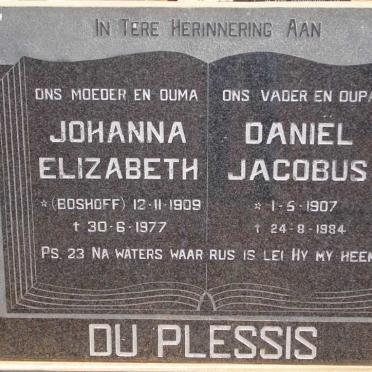 In Tere Herinnering Aan
ONS MOEDER EN OUMA
JOHANNA
ELIZABETH
☆ (BOSHOFF) 12-11-1909
† 30-6-1977
ONS VADER EN OUPA
DANIEL
JACOBUS
☆ 1-5-1907
† 24-8-1984
Ps. 23 Na waters waar rus is lei Hy my heen
DU PLESSIS